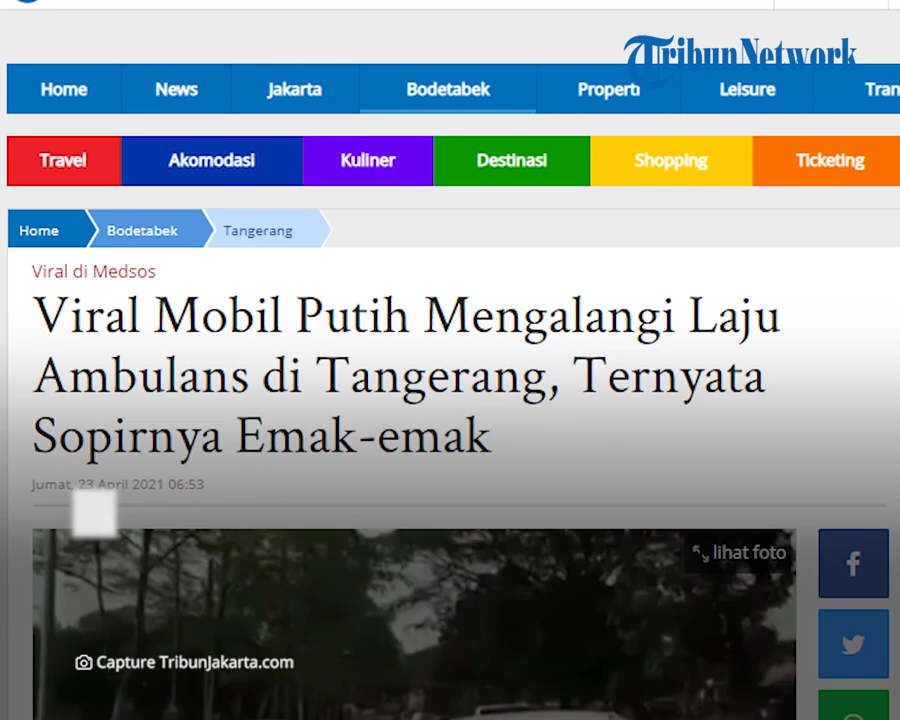 TribunNetwork
Home News Jakarta Bodetabek Properti Leisure
Travel Akomodasi Kuliner Destinasi Shopping Ticketing
Home Bodetabek Tangerang
Viral di Medsos
Viral Mobil Putih Mengalangi Laju
Ambulans di Tangerang, Ternyata
Sopirnya Emak-emak
Jumat, 23 April 2021 06:53
lihat foto
Capture TribunJakarta.com